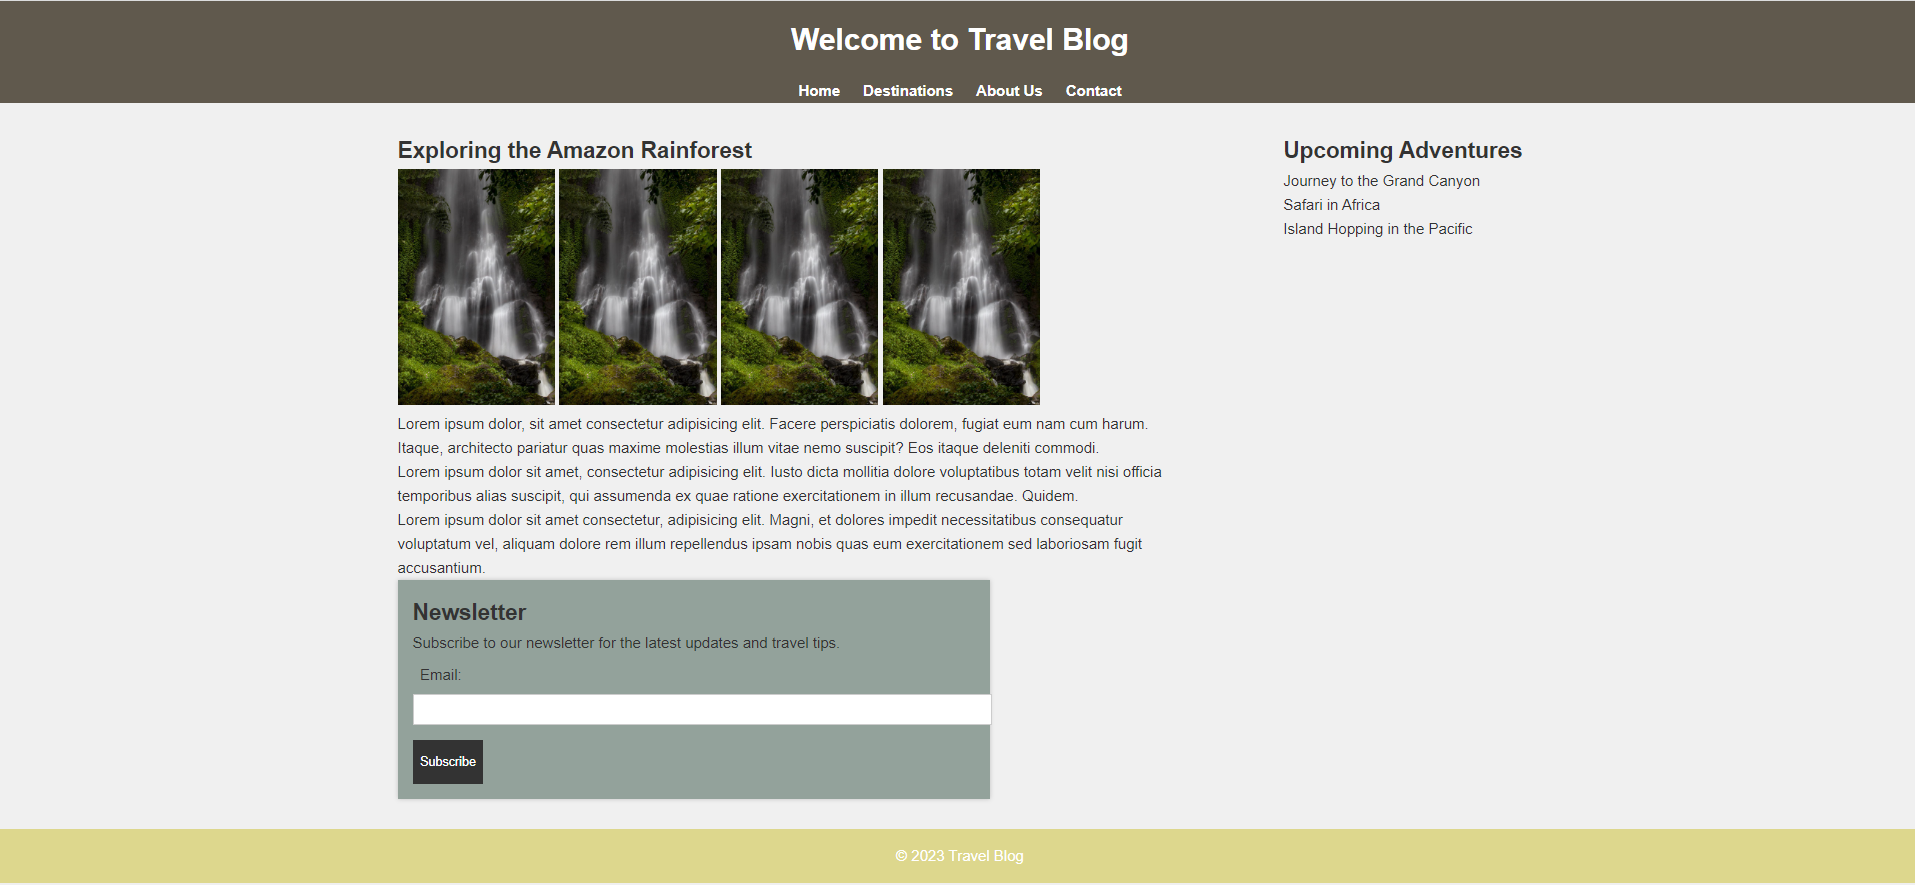 Welcome to Travel Blog
Home Destinations About Us Contact
Exploring the Amazon Rainforest
Lorem ipsum dolor, sit amet consectetur adipisicing elit. Facere perspiciatis dolorem, fugiat eum nam cum harum.
Itaque, architecto pariatur quas maxime molestias illum vitae nemo suscipit? Eos itaque deleniti commodi.
Lorem ipsum dolor sit amet, consectetur adipisicing elit. Iusto dicta mollitia dolore voluptatibus totam velit nisi officia
temporibus alias suscipit, qui assumenda ex quae ratione exercitationem in illum recusandae. Quidem.
Lorem ipsum dolor sit amet consectetur, adipisicing elit. Magni, et dolores impedit necessitatibus consequatur
voluptatum vel, aliquam dolore rem illum repellendus ipsam nobis quas eum exercitationem sed laboriosam fugit
accusantium.
Newsletter
Subscribe to our newsletter for the latest updates and travel tips.
Email:
Subscribe
Upcoming Adventures
Journey to the Grand Canyon
Safari in Africa
Island Hopping in the Pacific
© 2023 Travel Blog